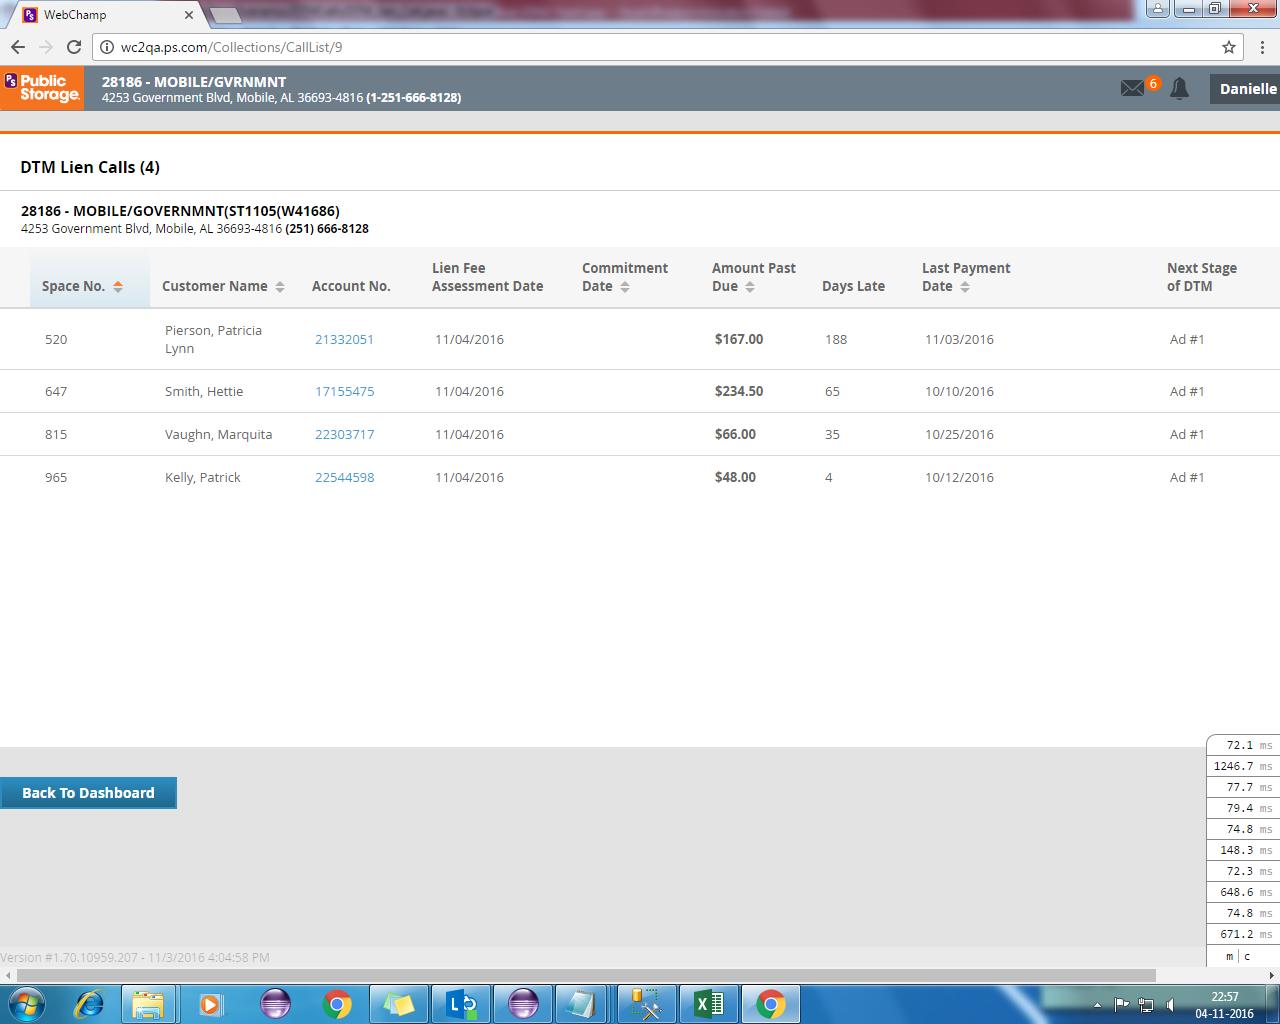 WebChamp
wc2qa.ps.com/Collections/CallList/9
PS Public Storage.
28186 - MOBILE/GVRNMNT
4253 Government Blvd, Mobile, AL 36693-4816 (1-251-666-8128)
6
Danielle
DTM Lien Calls (4)
28186 - MOBILE/GOVERNMNT(ST1105(W41686)
4253 Government Blvd, Mobile, AL 36693-4816 (251) 666-8128
Space No. Customer Name Account No. Lien Fee Assessment Date Commitment Date Amount Past Due Days Late Last Payment Date Next Stage of DTM
520 Pierson, Patricia Lynn 21332051 11/04/2016 $167.00 188 11/03/2016 Ad #1
647 Smith, Hettie 17155475 11/04/2016 $234.50 65 10/10/2016 Ad #1
815 Vaughn, Marquita 22303717 11/04/2016 $66.00 35 10/25/2016 Ad #1
965 Kelly, Patrick 22544598 11/04/2016 $48.00 4 10/12/2016 Ad #1
72.1 ms
1246.7 ms
77.7 ms
79.4 ms
74.8 ms
148.3 ms
72.3 ms
648.6 ms
74.8 ms
671.2 ms
m c
Back To Dashboard
Version #1.70.10959.207 - 11/3/2016 4:04:58 PM
22:57
04-11-2016